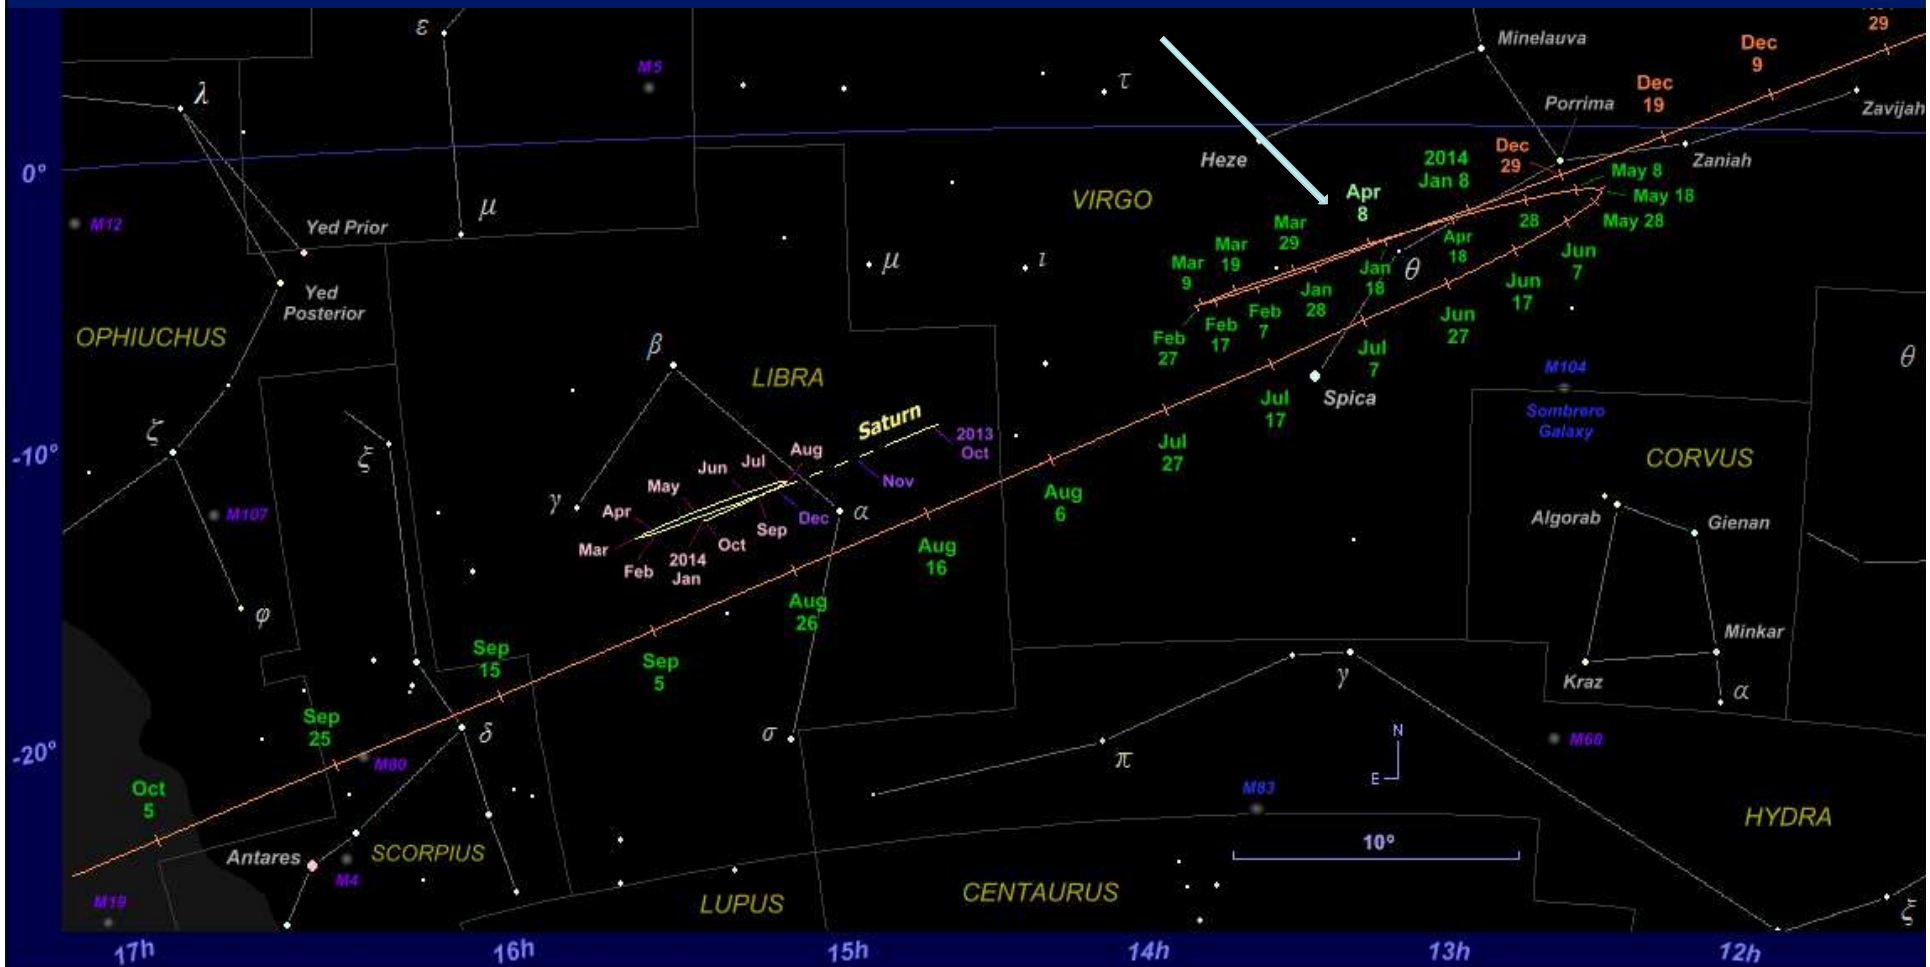 29
Dec
9
Minelauva
ε
M5
Dec
19
τ
Porrima
Zavijah
λ
Heze
Dec
29
Zaniah
0°
2014
Jan 8
May 8
VIRGO
Apr
8
May 18
M12
Yed Prior
μ
28
May 28
Mar
29
Apr
18
Mar
19
μ
ι
Mar
9
Jan
18
θ
Jun
7
Yed
Posterior
Jan
28
Jun
17
OPHIUCHUS
Feb
7
Jun
27
Feb
17
Feb
27
β
Jul
7
θ
LIBRA
M104
Spica
Jul
17
Sombrero
Galaxy
ζ
Saturn
2013
Oct
Jul
27
-10°
ξ
Aug
Jul
Jun
CORVUS
Nov
May
γ
Aug
6
Apr
M107
Dec
α
Algorab
Gienan
Sep
Oct
Mar
Aug
16
2014
Jan
Feb
φ
Aug
26
Minkar
Sep
15
Sep
5
Kraz
γ
α
Sep
25
δ
σ
N
E
M68
-20°
M80
π
Oct
5
M83
HYDRA
10°
Antares
SCORPIUS
M4
M19
LUPUS
CENTAURUS
ξ
17h
16h
15h
14h
13h
12h